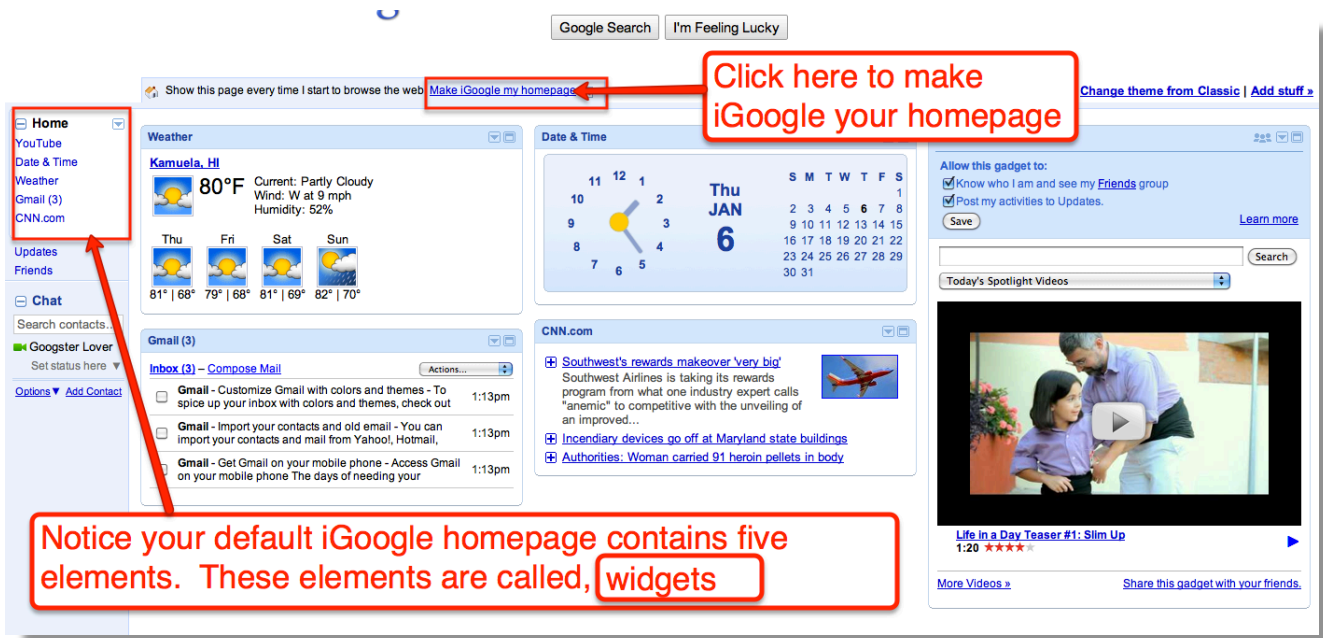 Google Search I'm Feeling Lucky
Show this page every time I start to browse the web Make iGoogle my homepage
Click here to make
iGoogle your homepage
Change theme from Classic | Add stuff »
Home
YouTube
Date & Time
Weather
Gmail (3)
CNN.com
Updates
Friends
Chat
Search contacts...
Googster Lover
Set status here ▼
Options▼ Add Contact
Weather
Kamuela, HI
80°F
Current: Partly Cloudy
Wind: W at 9 mph
Humidity: 52%
Thu Fri Sat Sun
81° | 68° 79° | 68° 81° | 69° 82° | 70°
Gmail (3)
Inbox (3) – Compose Mail Actions...
Gmail - Customize Gmail with colors and themes - To
spice up your inbox with colors and themes, check out
1:13pm
Gmail - Import your contacts and old email - You can
import your contacts and mail from Yahoo!, Hotmail,
1:13pm
Gmail - Get Gmail on your mobile phone - Access Gmail
on your mobile phone The days of needing your
1:13pm
Date & Time
12
11 1
10 2
9 3
8 4
7 5
6
Thu
JAN
6
S M T W T F S
1
2 3 4 5 6 7 8
9 10 11 12 13 14 15
16 17 18 19 20 21 22
23 24 25 26 27 28 29
30 31
CNN.com
Southwest's rewards makeover 'very big'
Southwest Airlines is taking its rewards
program from what one industry expert calls
"anemic" to competitive with the unveiling of
an improved...
Incendiary devices go off at Maryland state buildings
Authorities: Woman carried 91 heroin pellets in body
Allow this gadget to:
Know who I am and see my Friends group
Post my activities to Updates.
Save Learn more
Search
Today's Spotlight Videos
Life in a Day Teaser #1: Slim Up
1:20
More Videos » Share this gadget with your friends.
Notice your default iGoogle homepage contains five
elements. These elements are called, widgets